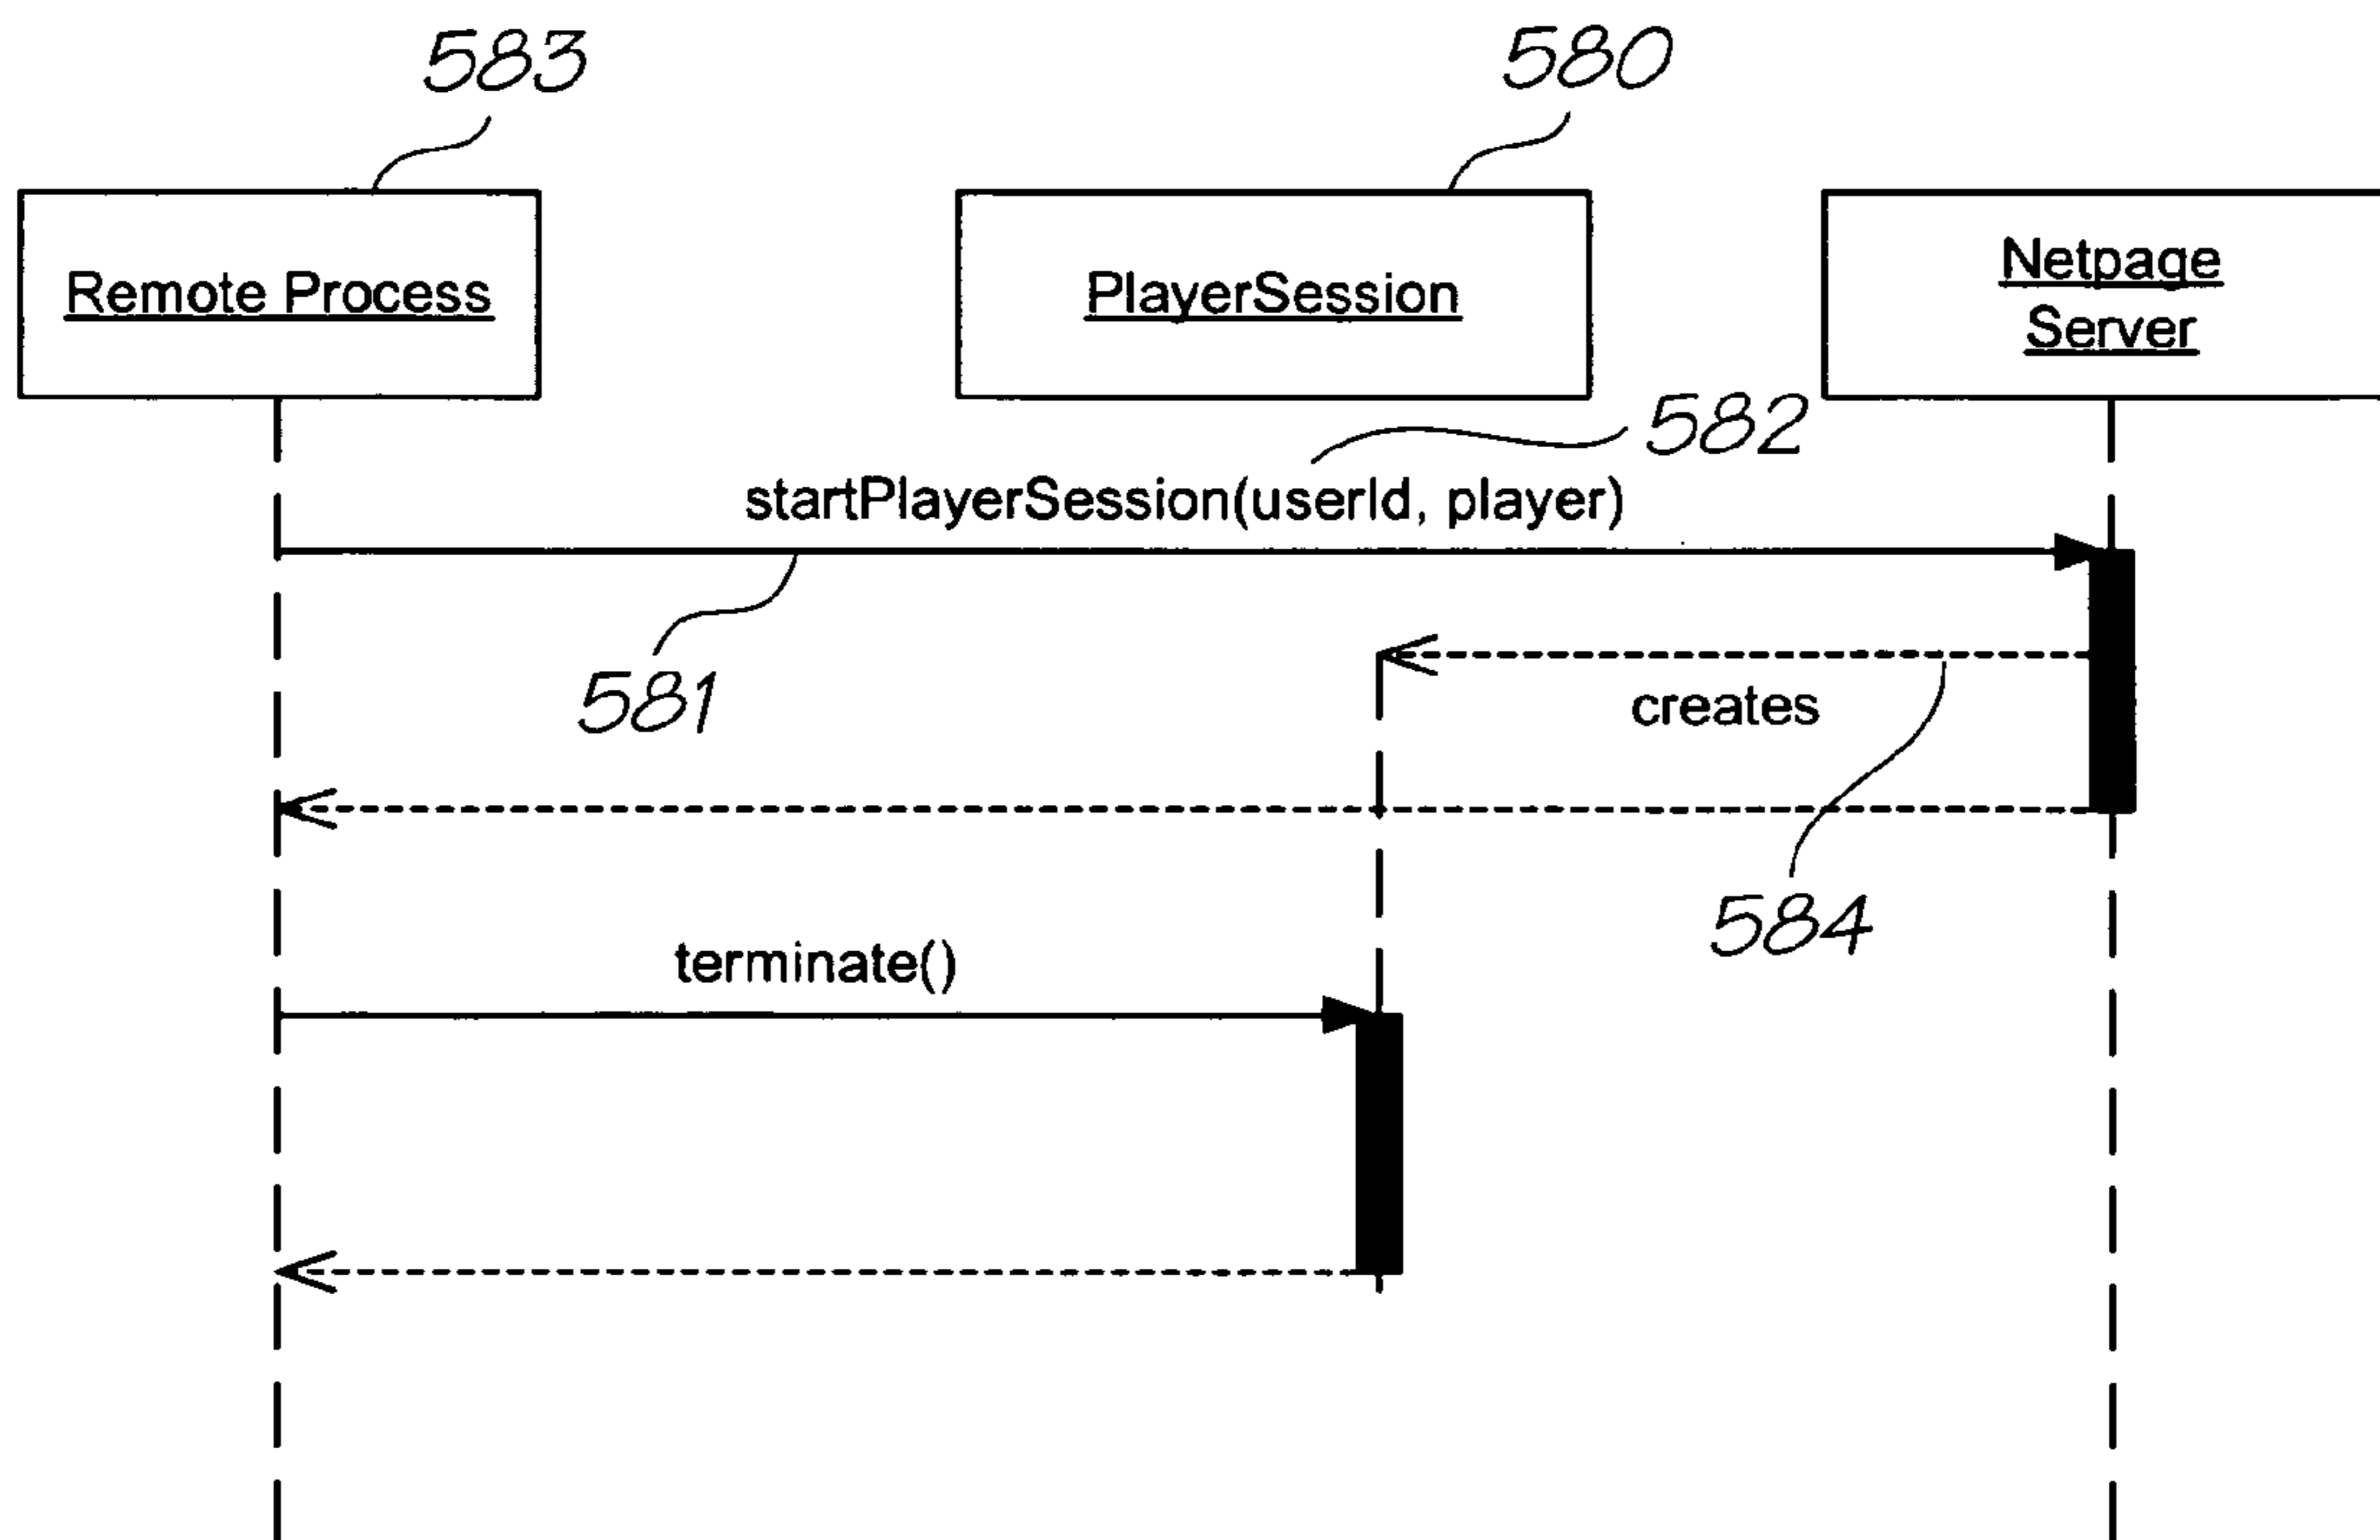 583
580
Remote Process
PlayerSession
Netpage
Server
582
startPlayerSession(userId, player)
581
creates
584
terminate()